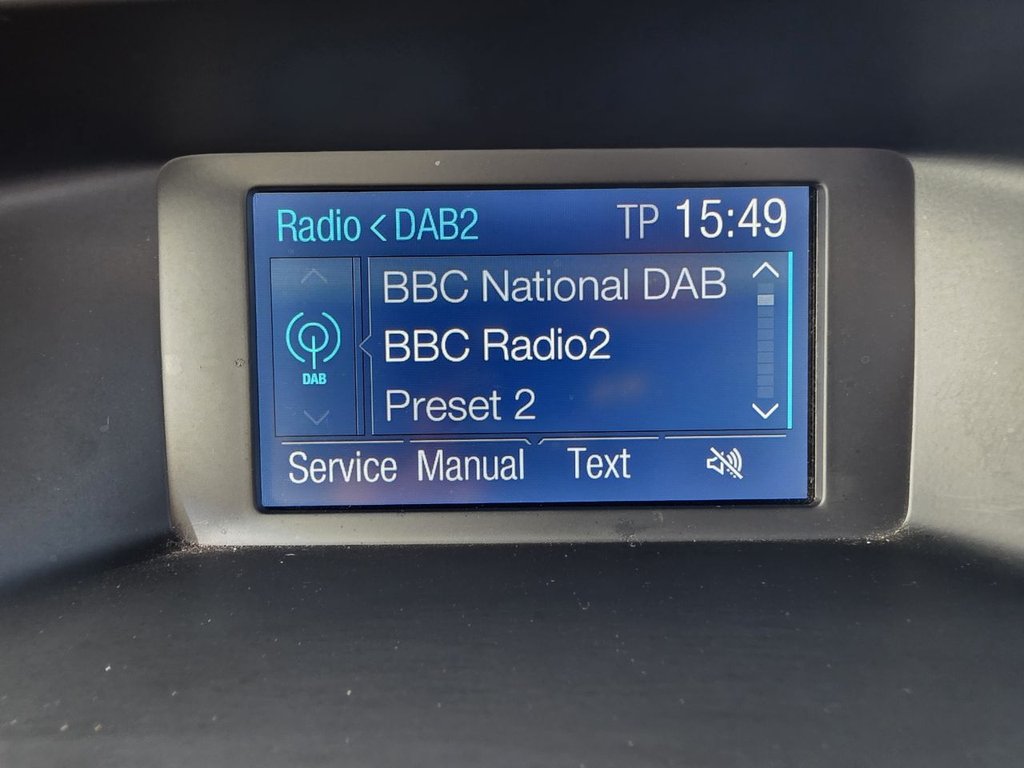 Radio < DAB2 TP 15:49
BBC National DAB
BBC Radio2
DAB
Preset 2
Service Manual Text